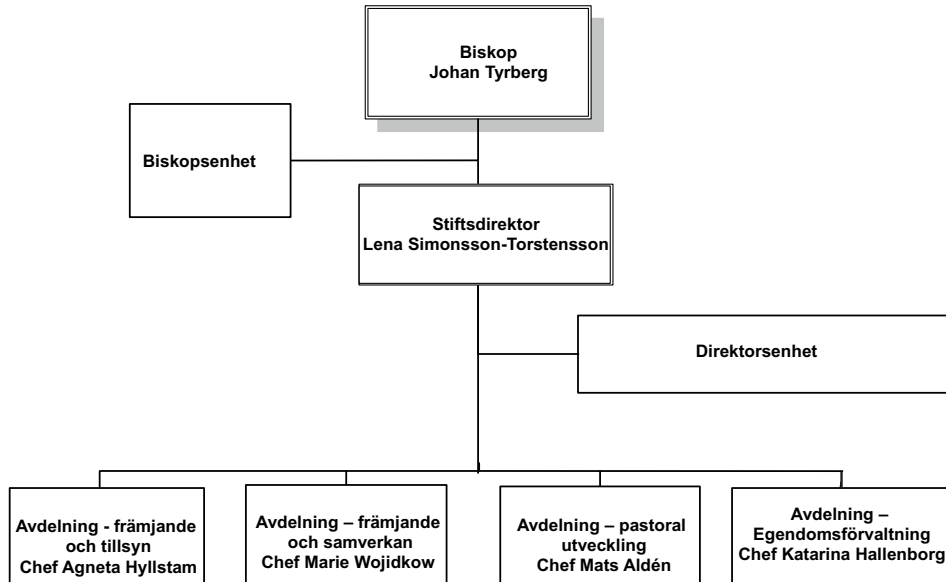 Biskop
Johan Tyrberg
Biskopsenhet
Stiftsdirektor
Lena Simonsson-Torstensson
Direktorsenhet
Avdelning - främjande
och tillsyn
Chef Agneta Hyllstam
Avdelning – främjande
och samverkan
Chef Marie Wojidkow
Avdelning – pastoral
utveckling
Chef Mats Aldén
Avdelning –
Egendomsförvaltning
Chef Katarina Hallenborg